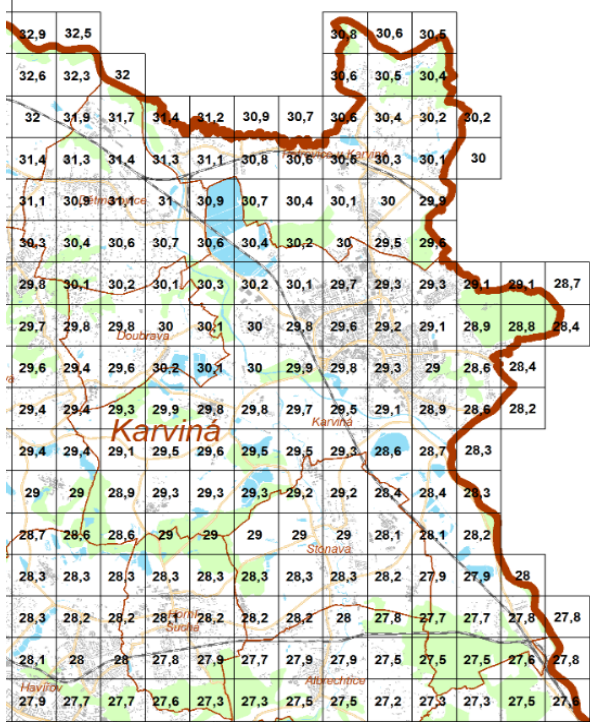 32,9 32,5 30,8 30,6 30,5
32,6 32,3 32 30,6 30,5 30,4
32 31,9 31,7 31,4 31,2 30,9 30,7 30,6 30,4 30,2 30,2
31,4 31,3 31,4 31,3 31,1 30,8 30,6 30,5 30,3 30,1 30
Karviné
31,1 30,9 31,1 31 30,9 30,7 30,4 30,1 30 29,9
Dětmarovice
30,3 30,4 30,6 30,7 30,6 30,4 30,2 30 29,5 29,6
29,8 30,1 30,2 30,1 30,3 30,2 30,1 29,7 29,3 29,3 29,1 29,1 28,7
29,7 29,8 29,8 30 30,1 30 29,8 29,6 29,2 29,1 28,9 28,8 28,4
Doubrava
29,6 29,4 29,6 30,2 30,1 30 29,9 29,8 29,3 29 28,6 28,4
29,4 29,4 29,3 29,9 29,8 29,8 29,7 29,5 29,1 28,9 28,6 28,2
Karviná
Karviná
29,4 29,4 29,1 29,5 29,6 29,5 29,5 29,3 28,6 28,7 28,3
29 29 28,9 29,3 29,3 29,3 29,2 29,2 28,4 28,4 28,3
28,7 28,6 28,6 29 29 29 29 29 28,1 28,1 28,2
Stonava
28,3 28,3 28,3 28,3 28,3 28,3 28,3 28,3 28,2 27,9 27,9 28
28,3 28,2 28,2 28,1 28,2 28,2 28,2 28 27,8 27,7 27,7 27,8 27,8
Horní
Suchá
28,1 28 28 27,8 27,9 27,7 27,9 27,9 27,5 27,5 27,5 27,6 27,8
Havířov
Albrechtice
27,9 27,7 27,7 27,6 27,3 27,3 27,5 27,5 27,2 27,3 27,3 27,5 27,6